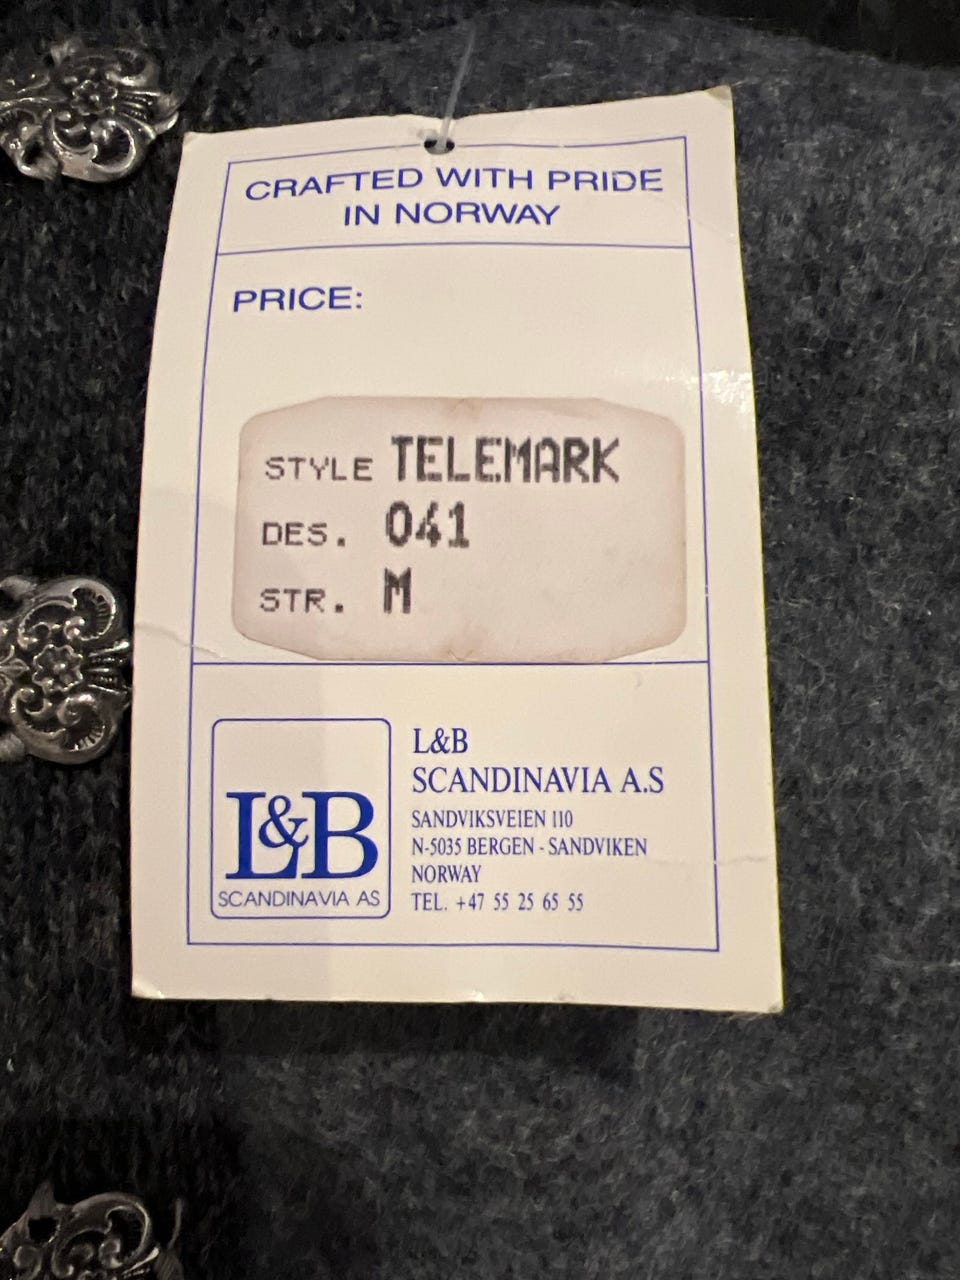 CRAFTED WITH PRIDE
IN NORWAY
PRICE:
STYLE TELEMARK
DES. 041
STR. M
L&B
SCANDINAVIA AS
L&B
SCANDINAVIA A.S
SANDVIKSVEIEN 110
N-5035 BERGEN - SANDVIKEN
NORWAY
TEL. +47 55 25 65 55